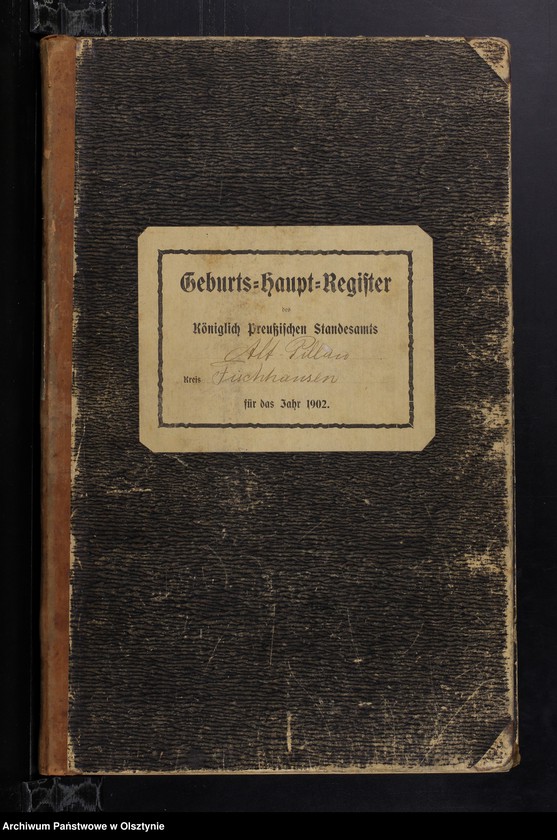 Geburts-Haupt-Register
des
Königlich Preußischen Standesamts
Alt Pillau
Kreis Fischhausen
für das Jahr 1902.
Archiwum Państwowe w Olsztynie